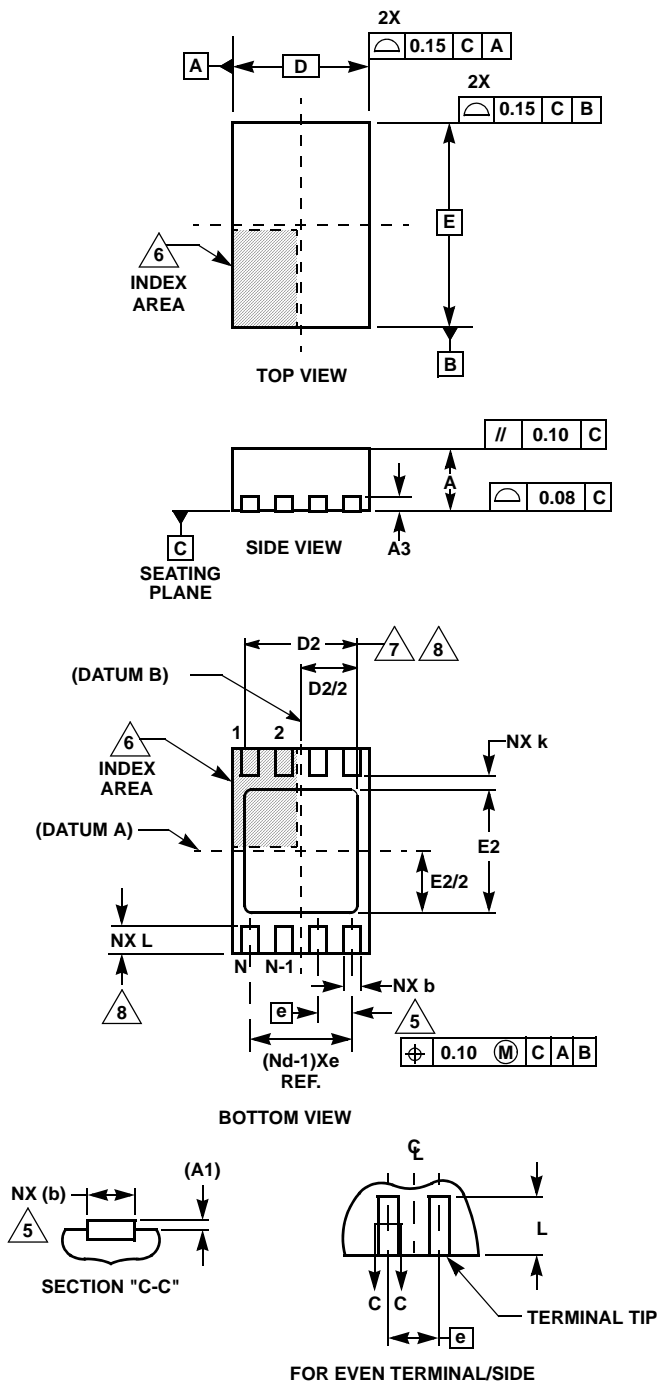 2X
⌓ 0.15 C A
A
D
2X
⌓ 0.15 C B
E
6
INDEX
AREA
B
TOP VIEW
// 0.10 C
A
⌓ 0.08 C
C
SIDE VIEW
A3
SEATING
PLANE
D2
7 8
(DATUM B)
D2/2
1 2
NX k
6
INDEX
AREA
(DATUM A)
E2
E2/2
NX L
N N-1
NX b
8
e
5
(Nd-1)Xe
REF.
⌖ 0.10 Ⓜ C A B
BOTTOM VIEW
(A1)
NX (b)
5
SECTION "C-C"
℄
L
C C
TERMINAL TIP
e
FOR EVEN TERMINAL/SIDE